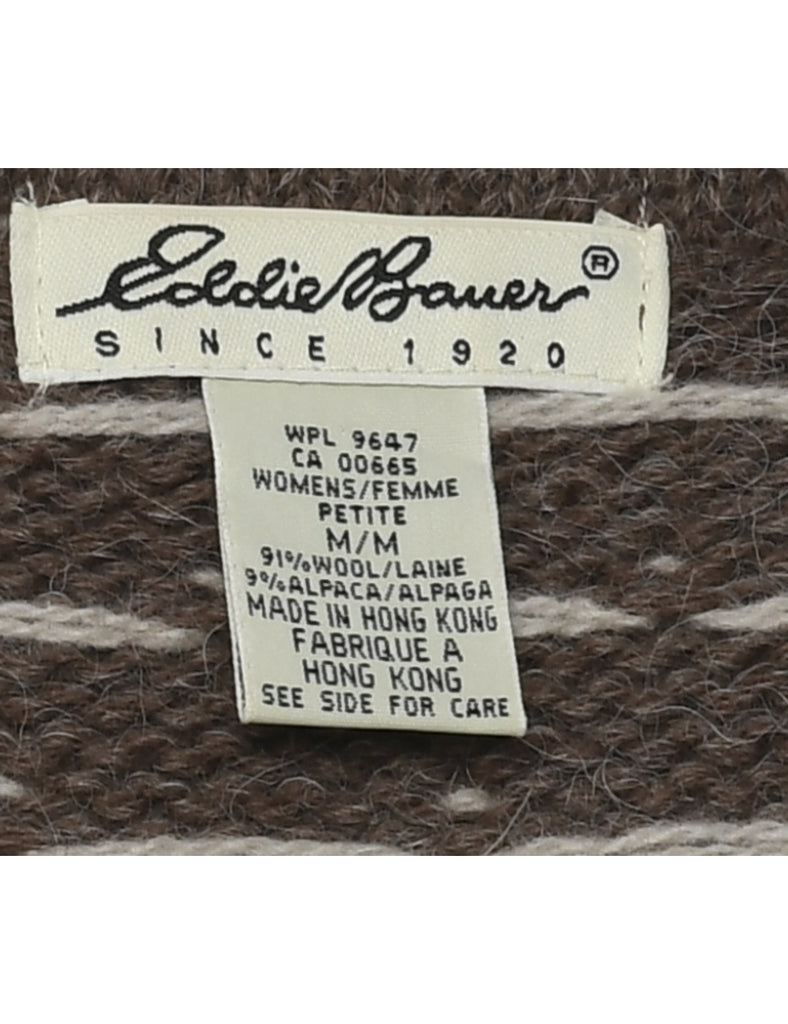 Eddie Bauer ®
SINCE 1920
WPL 9647
CA 00665
WOMENS/FEMME
PETITE
M/M
91%WOOL/LAINE
9%ALPACA/ALPAGA
MADE IN HONG KONG
FABRIQUE A
HONG KONG
SEE SIDE FOR CARE